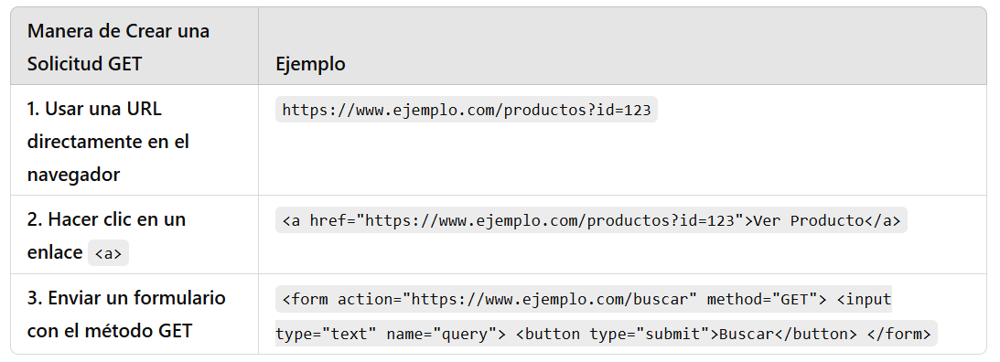 Manera de Crear una
Solicitud GET
Ejemplo
1. Usar una URL
directamente en el
navegador
https://www.ejemplo.com/productos?id=123
2. Hacer clic en un
enlace <a>
<a href="https://www.ejemplo.com/productos?id=123">Ver Producto</a>
3. Enviar un formulario
con el método GET
<form action="https://www.ejemplo.com/buscar" method="GET"> <input
type="text" name="query"> <button type="submit">Buscar</button> </form>